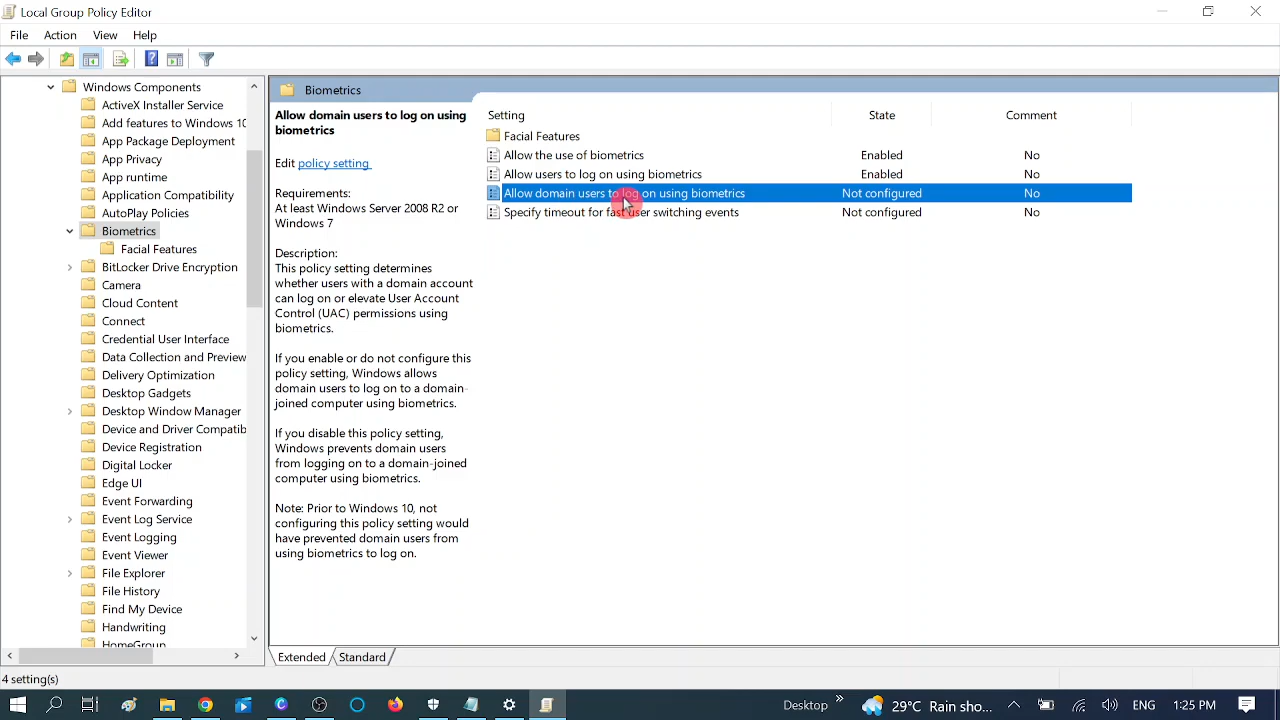 Local Group Policy Editor
File Action View Help
Windows Components
ActiveX Installer Service
Add features to Windows 10
App Package Deployment
App Privacy
App runtime
Application Compatibility
AutoPlay Policies
Biometrics
Facial Features
BitLocker Drive Encryption
Camera
Cloud Content
Connect
Credential User Interface
Data Collection and Preview
Delivery Optimization
Desktop Gadgets
Desktop Window Manager
Device and Driver Compatib
Device Registration
Digital Locker
Edge UI
Event Forwarding
Event Log Service
Event Logging
Event Viewer
File Explorer
File History
Find My Device
Handwriting
HomeGroup
Biometrics
Allow domain users to log on using
biometrics
Edit policy setting
Requirements:
At least Windows Server 2008 R2 or
Windows 7
Description:
This policy setting determines
whether users with a domain account
can log on or elevate User Account
Control (UAC) permissions using
biometrics.
If you enable or do not configure this
policy setting, Windows allows
domain users to log on to a domain-
joined computer using biometrics.
If you disable this policy setting,
Windows prevents domain users
from logging on to a domain-joined
computer using biometrics.
Note: Prior to Windows 10, not
configuring this policy setting would
have prevented domain users from
using biometrics to log on.
Setting State Comment
Facial Features
Allow the use of biometrics Enabled No
Allow users to log on using biometrics Enabled No
Allow domain users to log on using biometrics Not configured No
Specify timeout for fast user switching events Not configured No
Extended Standard
4 setting(s)
Desktop 29°C Rain sho... ENG 1:25 PM